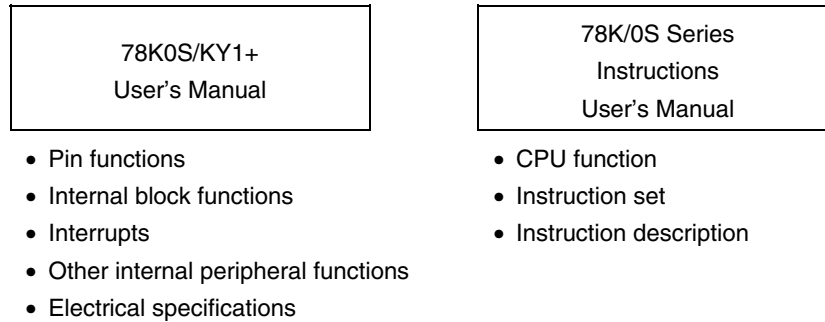 78K0S/KY1+
User's Manual
• Pin functions
• Internal block functions
• Interrupts
• Other internal peripheral functions
• Electrical specifications
78K/0S Series
Instructions
User's Manual
• CPU function
• Instruction set
• Instruction description